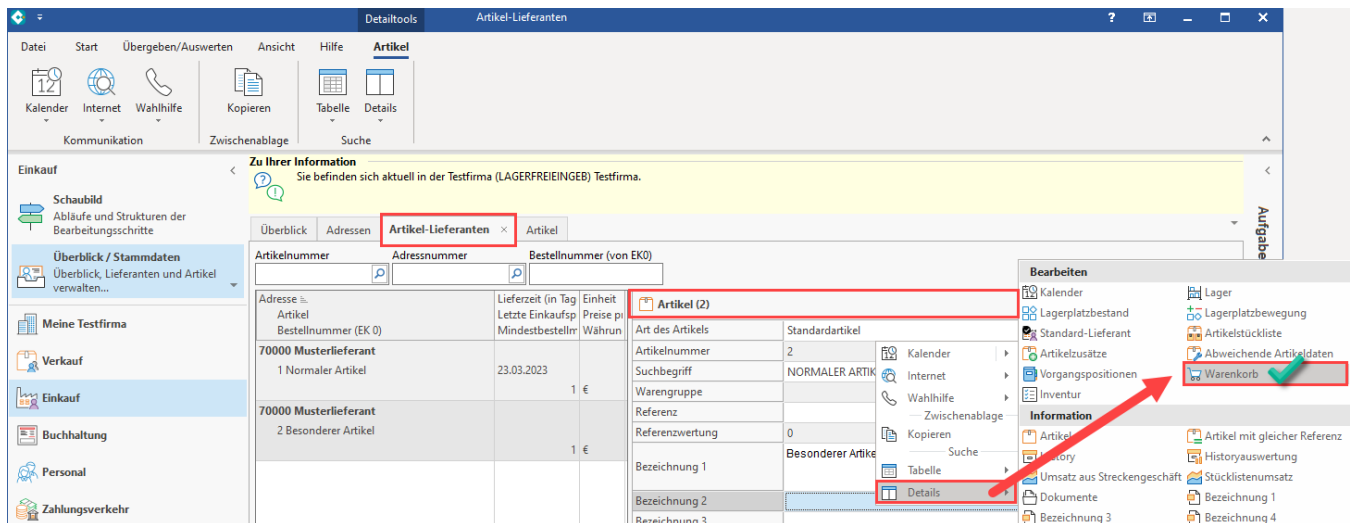 Detailtools
Artikel-Lieferanten
?
Datei Start Übergeben/Auswerten Ansicht Hilfe Artikel
12
Kalender Internet Wahlhilfe Kopieren Tabelle Details
Kommunikation Zwischenablage Suche
Einkauf
Schaubild
Abläufe und Strukturen der
Bearbeitungsschritte
Überblick / Stammdaten
Überblick, Lieferanten und Artikel
verwalten...
Meine Testfirma
Verkauf
Einkauf
Buchhaltung
Personal
Zahlungsverkehr
Zu Ihrer Information
Sie befinden sich aktuell in der Testfirma (LAGERFREIEINGEB) Testfirma.
Überblick Adressen Artikel-Lieferanten × Artikel
Artikelnummer Adressnummer Bestellnummer (von EK0)
Adresse Lieferzeit (in Tag Einheit
Artikel Letzte Einkaufsp Preise p
Bestellnummer (EK 0) Mindestbestellm Währun
70000 Musterlieferant
1 Normaler Artikel 23.03.2023
1 €
70000 Musterlieferant
2 Besonderer Artikel
1 €
Artikel (2)
Art des Artikels Standardartikel
Artikelnummer 2
Suchbegriff NORMALER ARTIK
Warengruppe
Referenz
Referenzwertung 0
Bezeichnung 1 Besonderer Artike
Bezeichnung 2
Bezeichnung 3
Kalender
Internet
Wahlhilfe
Zwischenablage
Kopieren
Suche
Tabelle
Details
Aufgabe
Bearbeiten
Kalender Lager
Lagerplatzbestand Lagerplatzbewegung
Standard-Lieferant Artikelstückliste
Artikelzusätze Abweichende Artikeldaten
Vorgangspositionen Warenkorb
Inventur
Information
Artikel Artikel mit gleicher Referenz
History Historyauswertung
Umsatz aus Streckengeschäft Stücklistenumsatz
Dokumente Bezeichnung 1
Bezeichnung 3 Bezeichnung 4